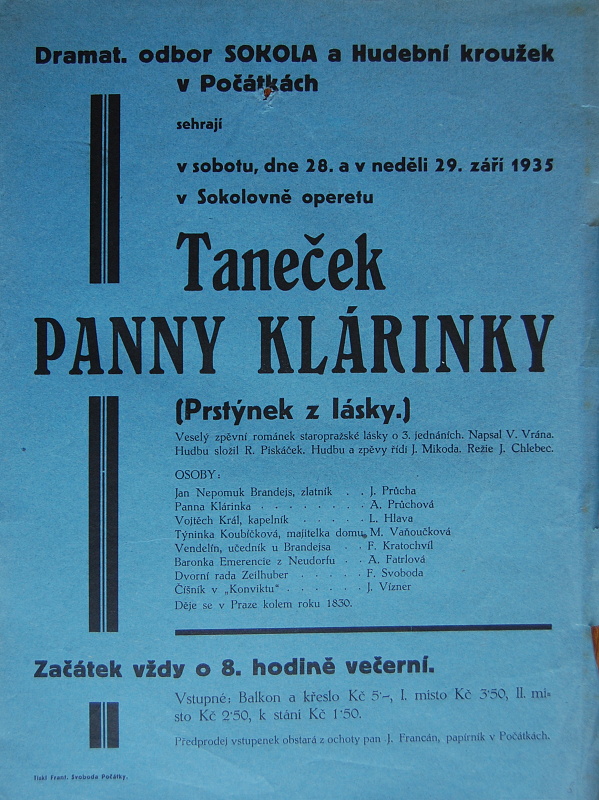 Dramat. odbor SOKOLA a Hudební kroužek
v Počátkách
sehrají
v sobotu, dne 28. a v neděli 29. září 1935
v Sokolovně operetu
Taneček
PANNY KLÁRINKY
(Prstýnek z lásky.)
Veselý zpěvní románek staropražské lásky o 3. jednáních. Napsal V. Vrána.
Hudbu složil R. Piskáček. Hudbu a zpěvy řídí J. Mikoda. Režie J. Chlebec.
OSOBY:
Jan Nepomuk Brandejs, zlatník . . J. Průcha
Panna Klárinka . . . . . . . . A. Průchová
Vojtěch Král, kapelník . . . . . L. Hlava
Týninka Koubíčková, majitelka domu, M. Vaňoučková
Vendelín, učedník u Brandejsa . . F. Kratochvíl
Baronka Emerencie z Neudorfu . . A. Fatrlová
Dvorní rada Zeilhuber . . . . . F. Svoboda
Číšník v „Konviktu“ . . . . . . J. Vízner
Děje se v Praze kolem roku 1830.
Začátek vždy o 8. hodině večerní.
Vstupné: Balkon a křeslo Kč 5·-, I. místo Kč 3·50, II. mí-
sto Kč 2·50, k stání Kč 1·50.
Předprodej vstupenek obstará z ochoty pan J. Francán, papírník v Počátkách.
Tiskl Frant. Svoboda Počátky.